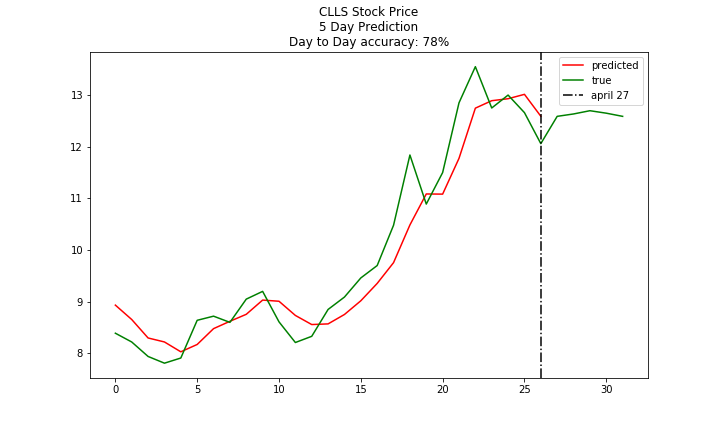 CLLS Stock Price
5 Day Prediction
Day to Day accuracy: 78%
predicted
true
april 27
13
12
11
10
9
8
0 5 10 15 20 25 30